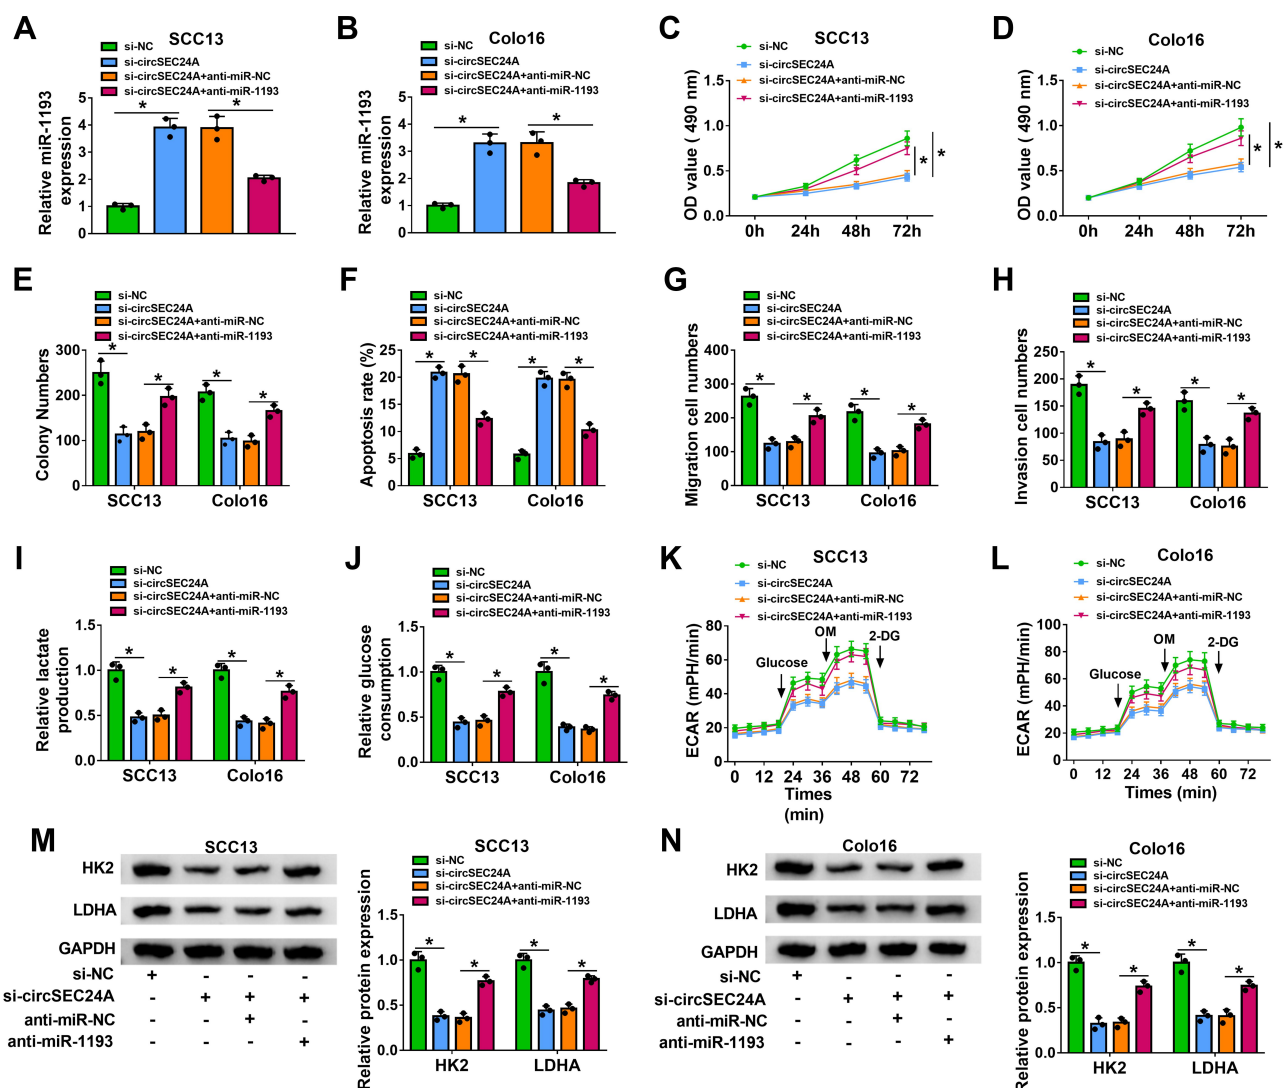 A
SCC13
si-NC
si-circSEC24A
si-circSEC24A+anti-miR-NC
si-circSEC24A+anti-miR-1193
Relative miR-1193
expression
5
4
3
2
1
0
*
*
B
Colo16
si-NC
si-circSEC24A
si-circSEC24A+anti-miR-NC
si-circSEC24A+anti-miR-1193
Relative miR-1193
expression
5
4
3
2
1
0
*
*
C
SCC13
si-NC
si-circSEC24A
si-circSEC24A+anti-miR-NC
si-circSEC24A+anti-miR-1193
OD value ( 490 nm)
1.5
1.0
0.5
0.0
0h 24h 48h 72h
*
*
D
Colo16
si-NC
si-circSEC24A
si-circSEC24A+anti-miR-NC
si-circSEC24A+anti-miR-1193
OD value ( 490 nm)
1.5
1.0
0.5
0.0
0h 24h 48h 72h
*
*
E
si-NC
si-circSEC24A
si-circSEC24A+anti-miR-NC
si-circSEC24A+anti-miR-1193
Colony Numbers
300
200
100
0
* * * *
SCC13 Colo16
F
si-NC
si-circSEC24A
si-circSEC24A+anti-miR-NC
si-circSEC24A+anti-miR-1193
Apoptosis rate (%)
25
20
15
10
5
0
* * * *
SCC13 Colo16
G
si-NC
si-circSEC24A
si-circSEC24A+anti-miR-NC
si-circSEC24A+anti-miR-1193
Migration cell numbers
400
300
200
100
0
* * * *
SCC13 Colo16
H
si-NC
si-circSEC24A
si-circSEC24A+anti-miR-NC
si-circSEC24A+anti-miR-1193
Invasion cell numbers
250
200
150
100
50
0
* * * *
SCC13 Colo16
I
si-NC
si-circSEC24A
si-circSEC24A+anti-miR-NC
si-circSEC24A+anti-miR-1193
Relative lactate
production
1.5
1.0
0.5
0.0
* * * *
SCC13 Colo16
J
si-NC
si-circSEC24A
si-circSEC24A+anti-miR-NC
si-circSEC24A+anti-miR-1193
Relative glucose
consumption
1.5
1.0
0.5
0.0
* * * *
SCC13 Colo16
K
SCC13
si-NC
si-circSEC24A
si-circSEC24A+anti-miR-NC
si-circSEC24A+anti-miR-1193
ECAR (mPH/min)
80
60
40
20
0
Glucose
OM
2-DG
0 12 24 36 48 60 72
Times
(min)
L
Colo16
si-NC
si-circSEC24A
si-circSEC24A+anti-miR-NC
si-circSEC24A+anti-miR-1193
ECAR (mPH/min)
100
80
60
40
20
0
Glucose
OM
2-DG
0 12 24 36 48 60 72
Times (min)
M
SCC13
HK2
LDHA
GAPDH
si-NC + - - -
si-circSEC24A - + + +
anti-miR-NC - - + -
anti-miR-1193 - - - +
SCC13
si-NC
si-circSEC24A
si-circSEC24A+anti-miR-NC
si-circSEC24A+anti-miR-1193
Relative protein expression
1.5
1.0
0.5
0.0
* * * *
HK2 LDHA
N
Colo16
HK2
LDHA
GAPDH
si-NC + - - -
si-circSEC24A - + + +
anti-miR-NC - - + -
anti-miR-1193 - - - +
Colo16
si-NC
si-circSEC24A
si-circSEC24A+anti-miR-NC
si-circSEC24A+anti-miR-1193
Relative protein expression
1.5
1.0
0.5
0.0
* * * *
HK2 LDHA